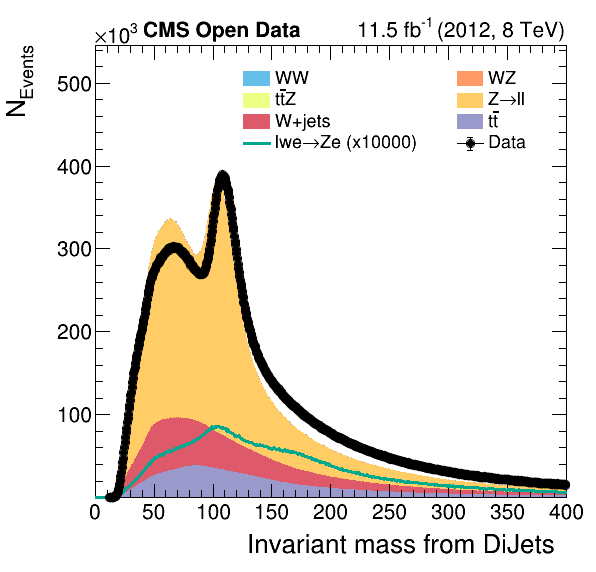 ×10³ CMS Open Data 11.5 fb⁻¹ (2012, 8 TeV)
N_Events
500
400
300
200
100
WW WZ
tt̄Z Z→ll
W+jets tt̄
lwe→Ze (x10000) Data
0 50 100 150 200 250 300 350 400
Invariant mass from DiJets